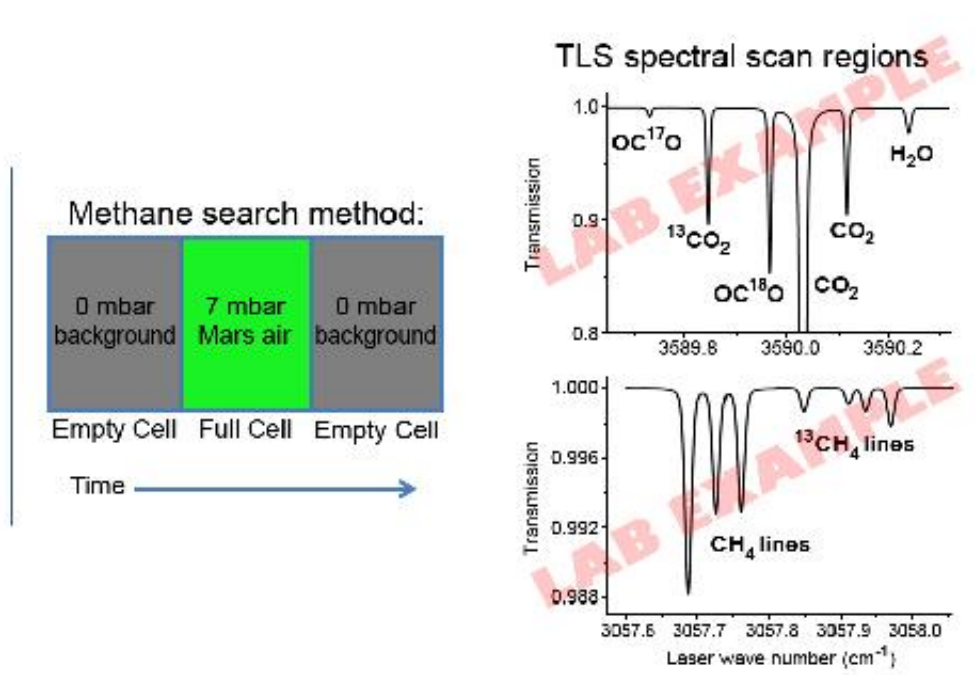 Methane search method:
0 mbar
background
7 mbar
Mars air
0 mbar
background
Empty Cell
Full Cell
Empty Cell
Time
TLS spectral scan regions
LAB EXAMPLE
Transmission
1.0
0.9
0.8
OC¹⁷O
¹³CO₂
OC¹⁸O
CO₂
CO₂
H₂O
3589.8
3590.0
3590.2
LAB EXAMPLE
Transmission
1.000
0.996
0.992
0.988
¹³CH₄ lines
CH₄ lines
3057.6
3057.7
3057.8
3057.9
3058.0
Laser wave number (cm⁻¹)